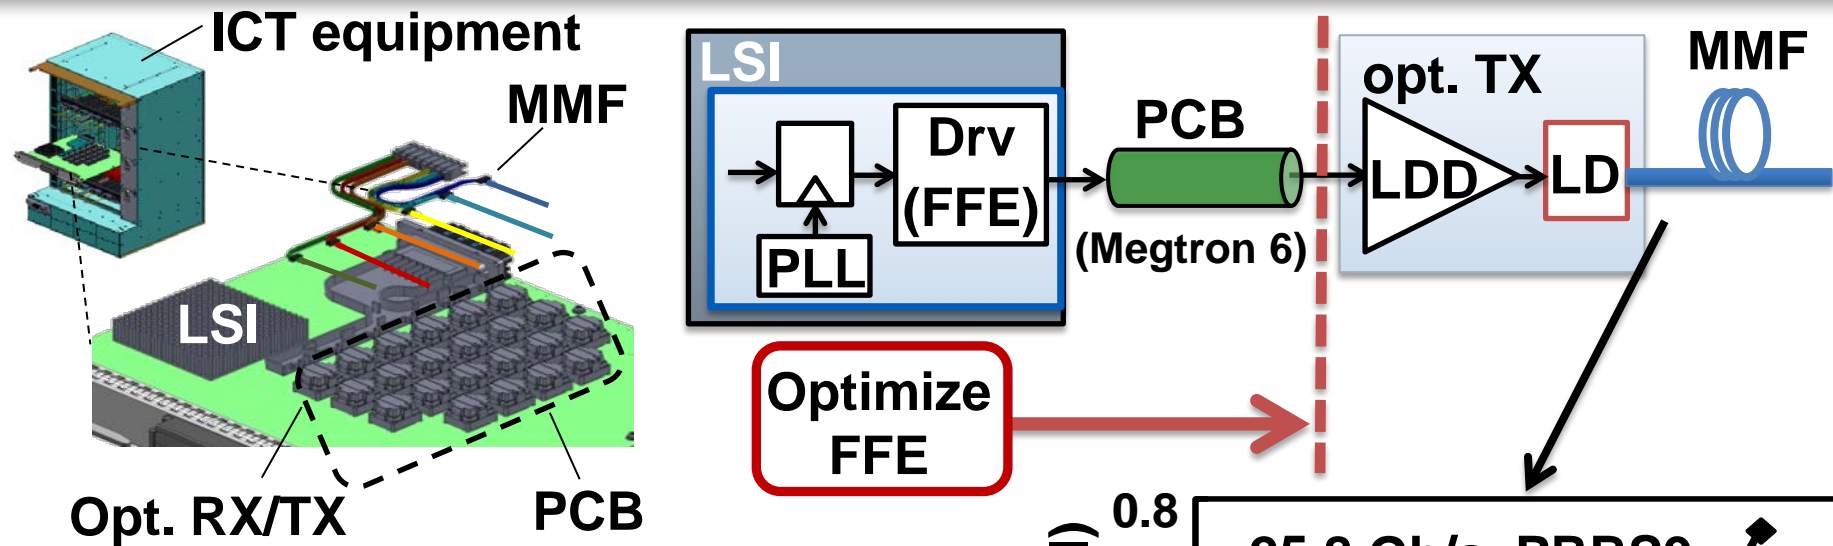 ICT equipment
MMF
LSI
Opt. RX/TX
PCB
LSI
Drv
(FFE)
PLL
PCB
(Megtron 6)
opt. TX
LDD
LD
MMF
Optimize
FFE
0.8